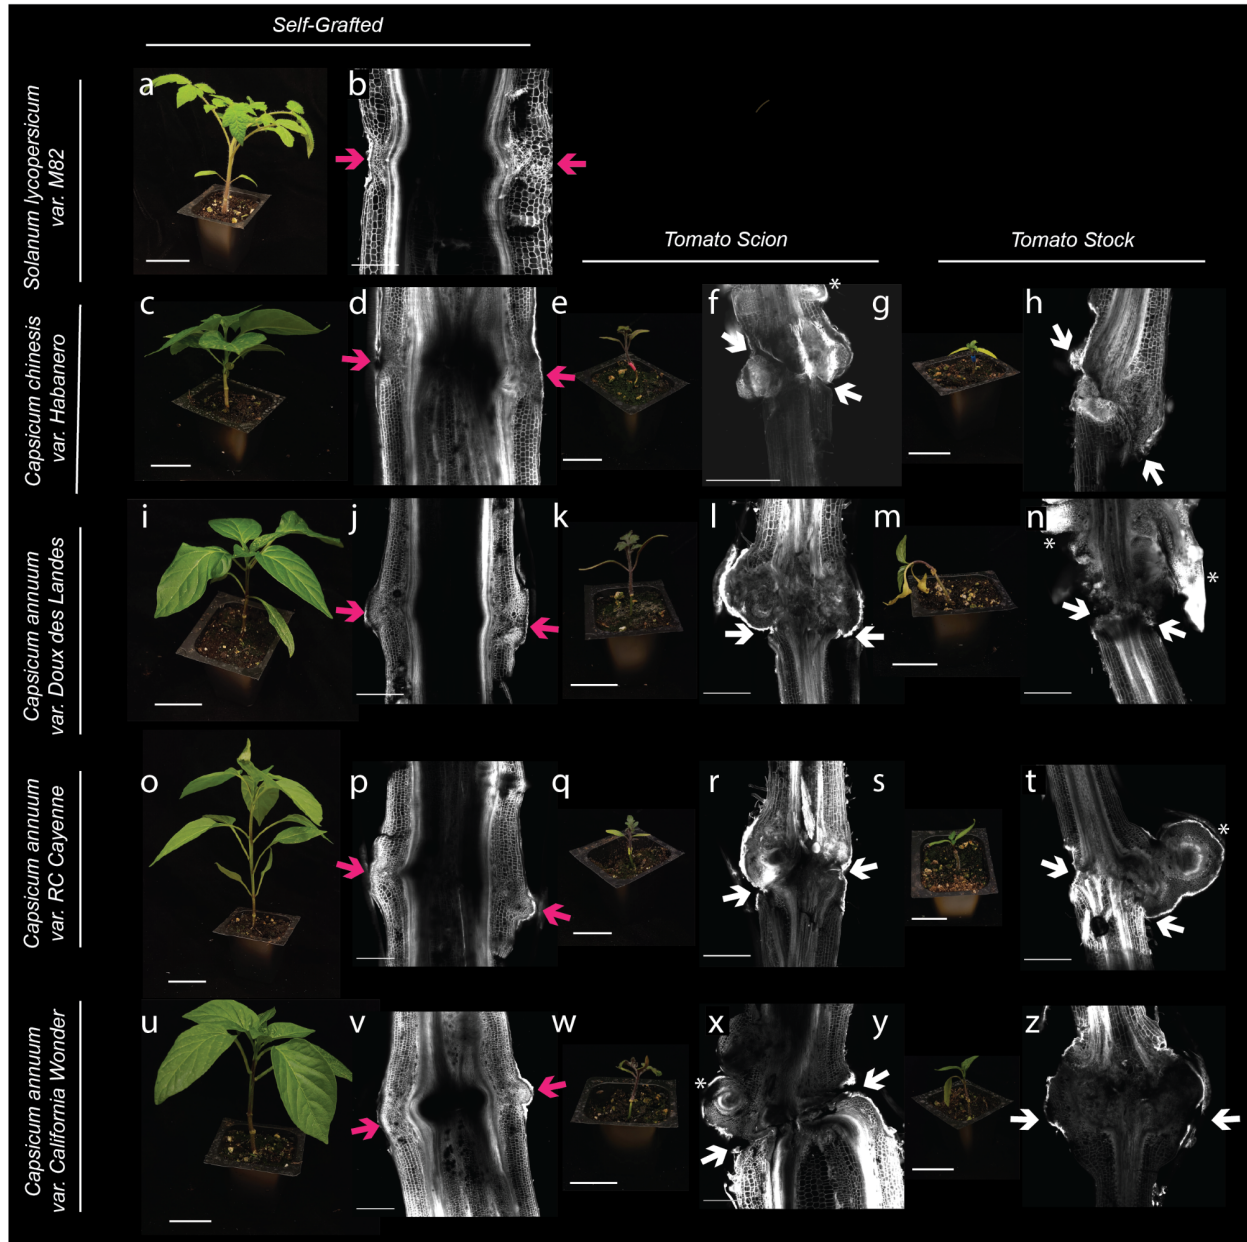 Self-Grafted
Solanum lycopersicum
var. M82
a
b
Tomato Scion
Tomato Stock
Capsicum chinesis
var. Habanero
c
d
e
f
*
g
h
Capsicum annuum
var. Doux des Landes
i
j
k
l
m
n
*
*
Capsicum annuum
var. RC Cayenne
o
p
q
r
s
t
*
Capsicum annuum
var. California Wonder
u
v
w
x
*
y
z